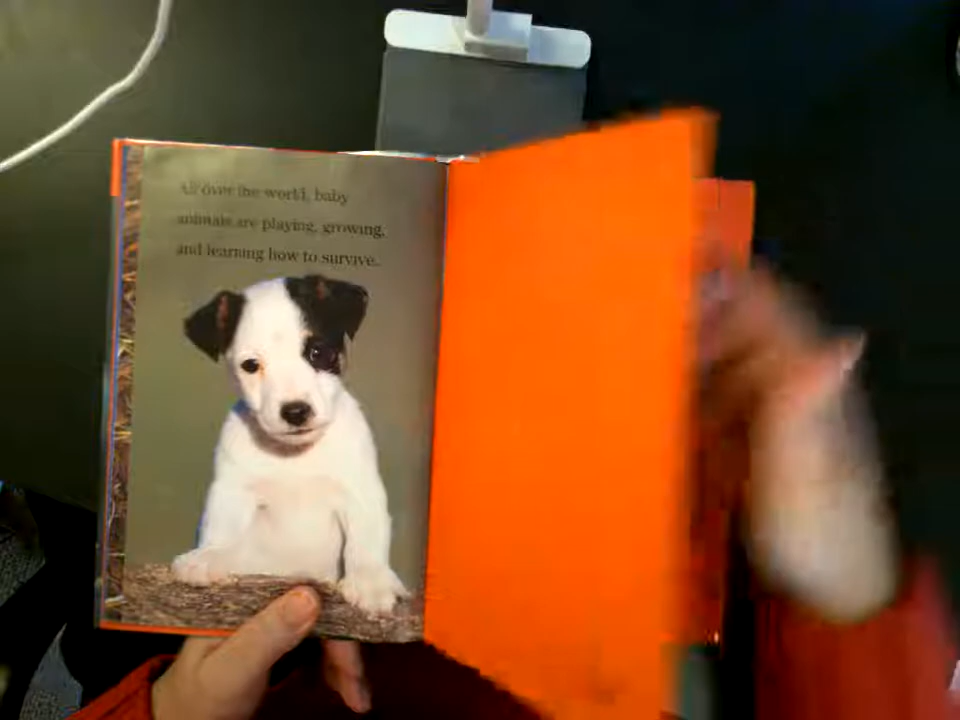 All over the world, baby
animals are playing, growing,
and learning how to survive.